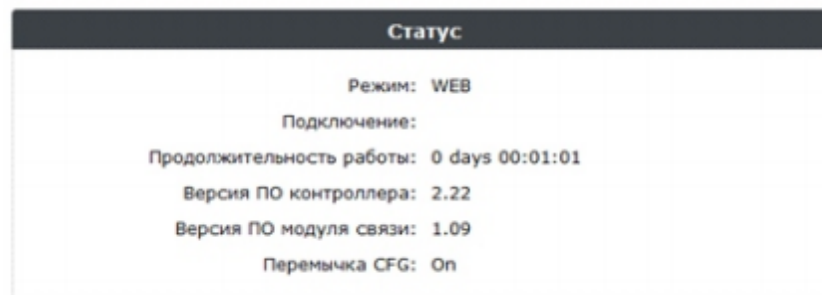 Статус
Режим: WEB
Подключение:
Продолжительность работы: 0 days 00:01:01
Версия ПО контроллера: 2.22
Версия ПО модуля связи: 1.09
Перемычка CFG: On